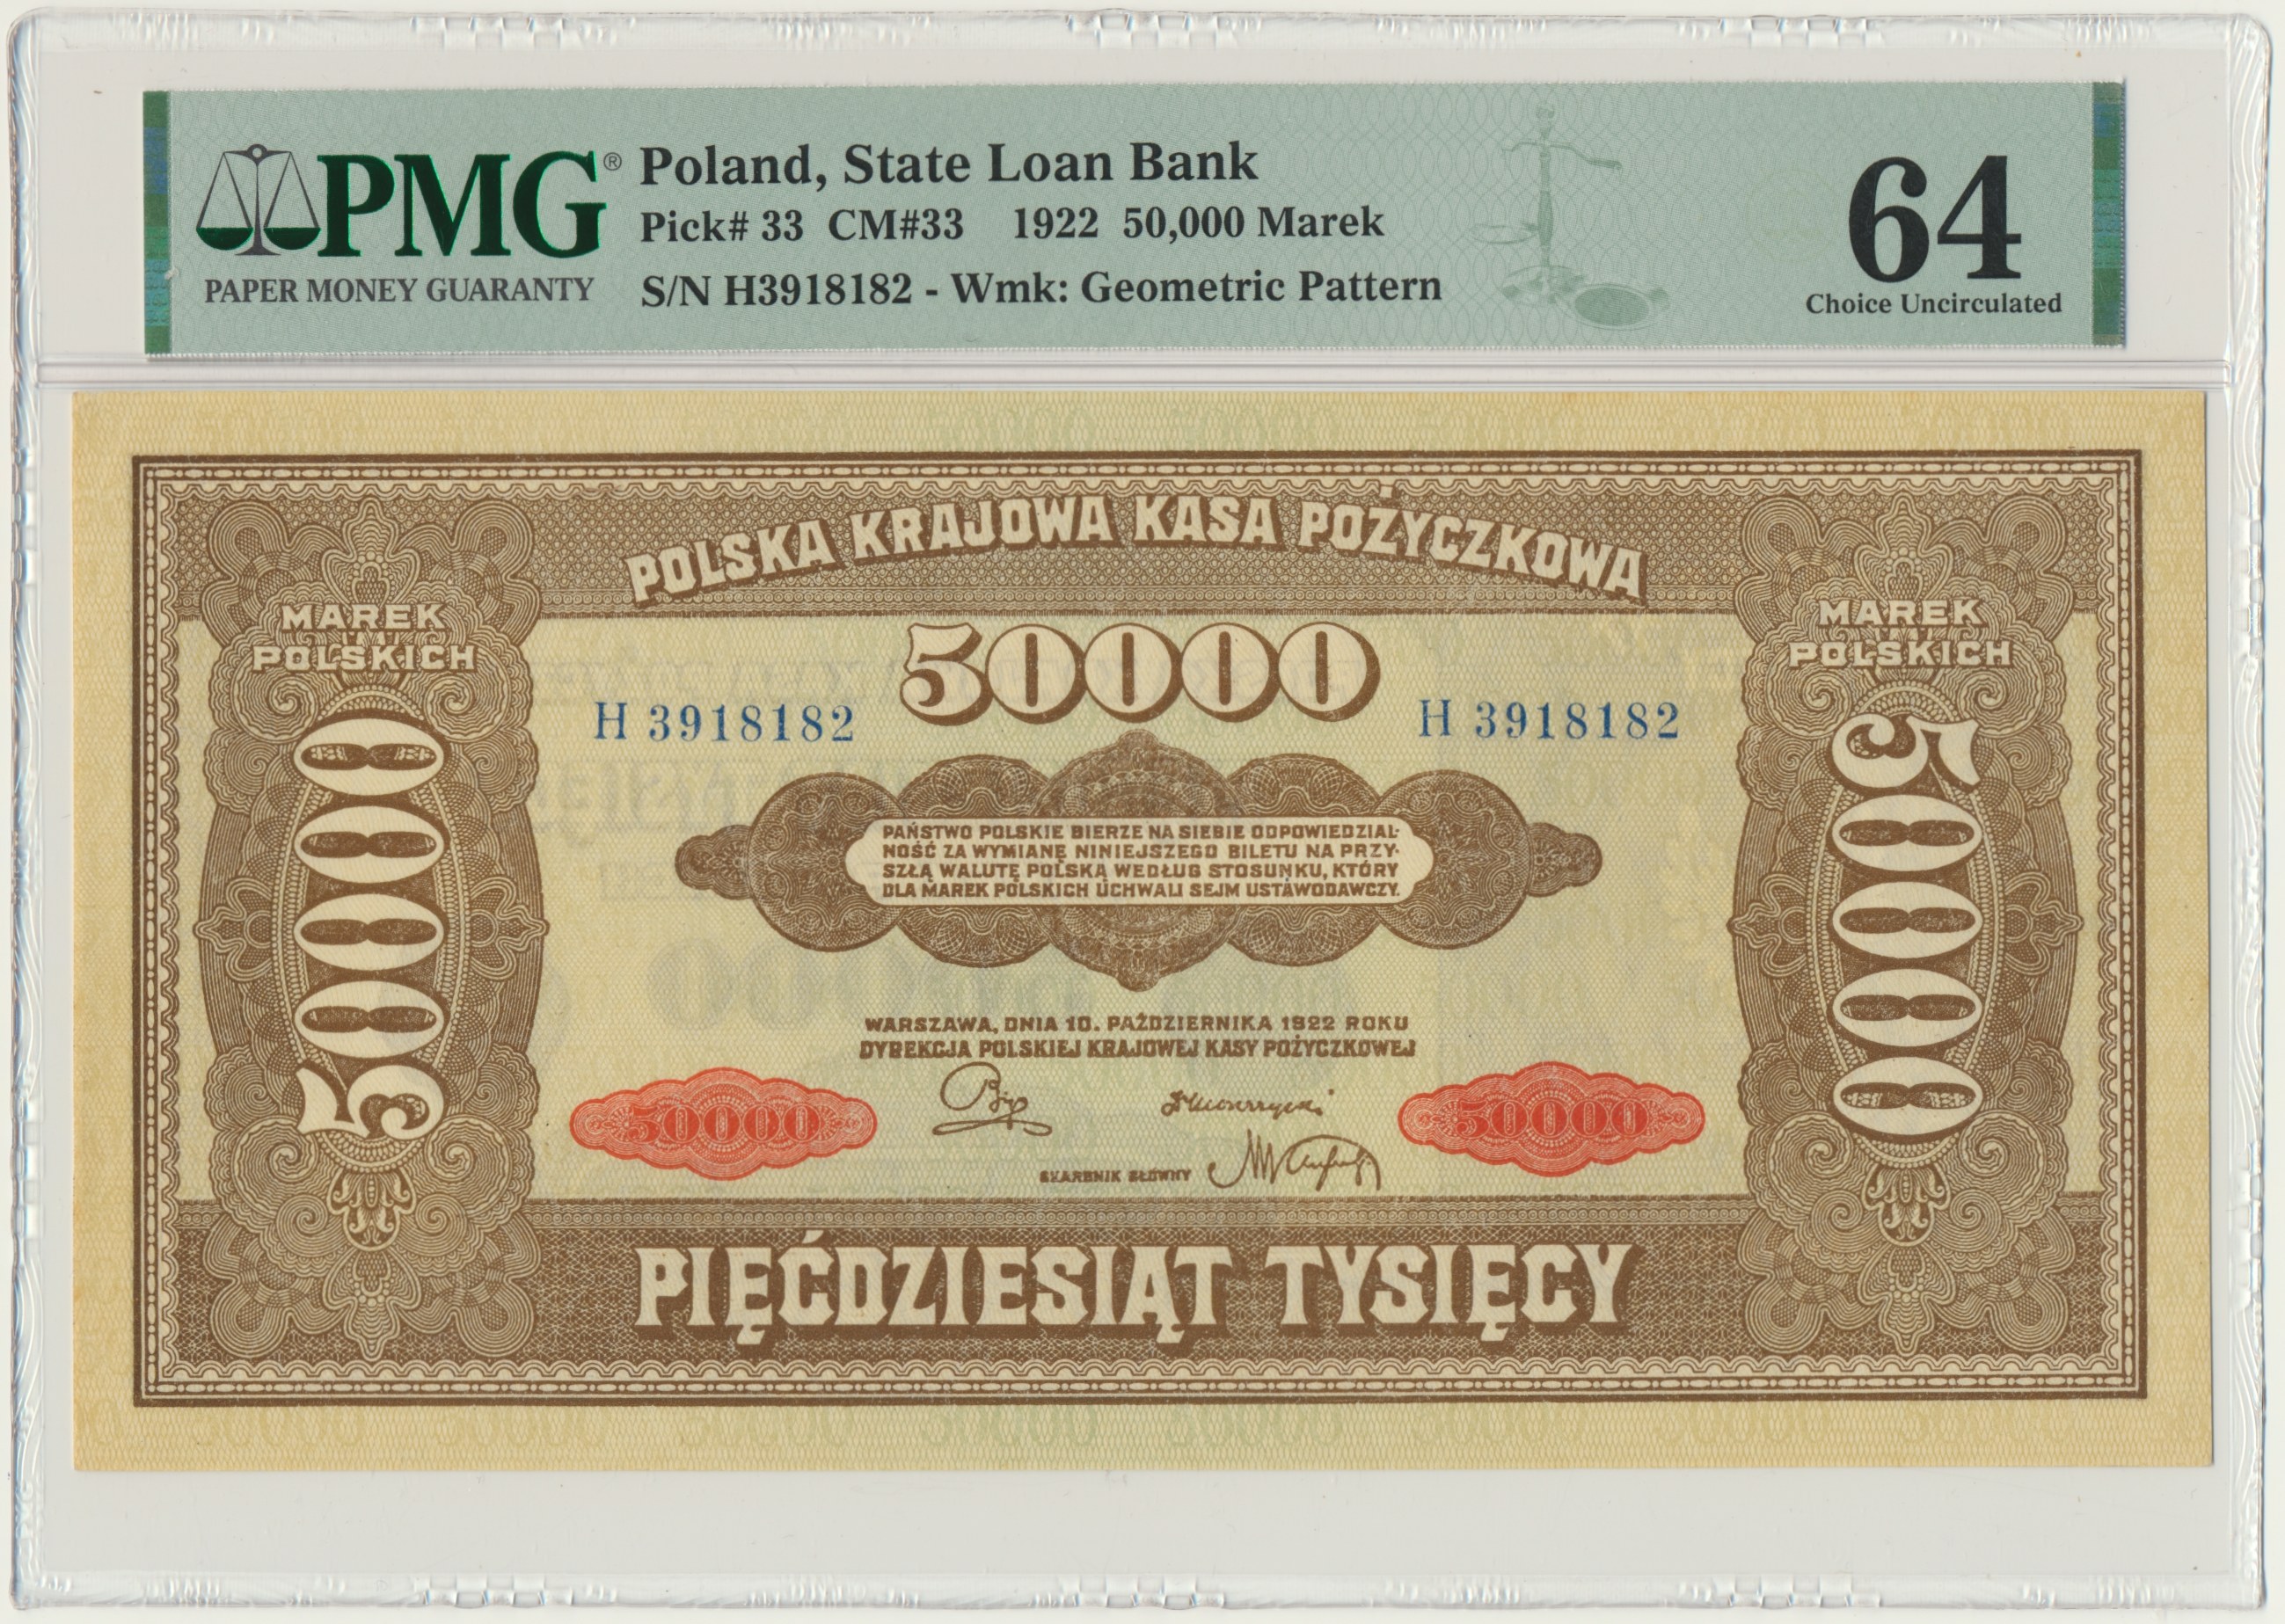 PMG®
PAPER MONEY GUARANTY
Poland, State Loan Bank
Pick# 33 CM#33 1922 50,000 Marek
S/N H3918182 - Wmk: Geometric Pattern
64
Choice Uncirculated
POLSKA KRAJOWA KASA POŻYCZKOWA
MAREK
POLSKICH
50000
MAREK
POLSKICH
50000
H 3918182
H 3918182
50000
PAŃSTWO POLSKIE BIERZE NA SIEBIE ODPOWIEDZIAL-
NOŚĆ ZA WYMIANĘ NINIEJSZEGO BILETU NA PRZY-
SZŁĄ WALUTĘ POLSKĄ WEDŁUG STOSUNKU, KTÓRY
DLA MAREK POLSKICH UCHWALI SEJM USTAWODAWCZY.
WARSZAWA, DNIA 10. PAŹDZIERNIKA 1922 ROKU
DYREKCJA POLSKIEJ KRAJOWEJ KASY POŻYCZKOWEJ
50000
50000
SKARBNIK GŁÓWNY
PIĘĆDZIESIĄT TYSIĘCY